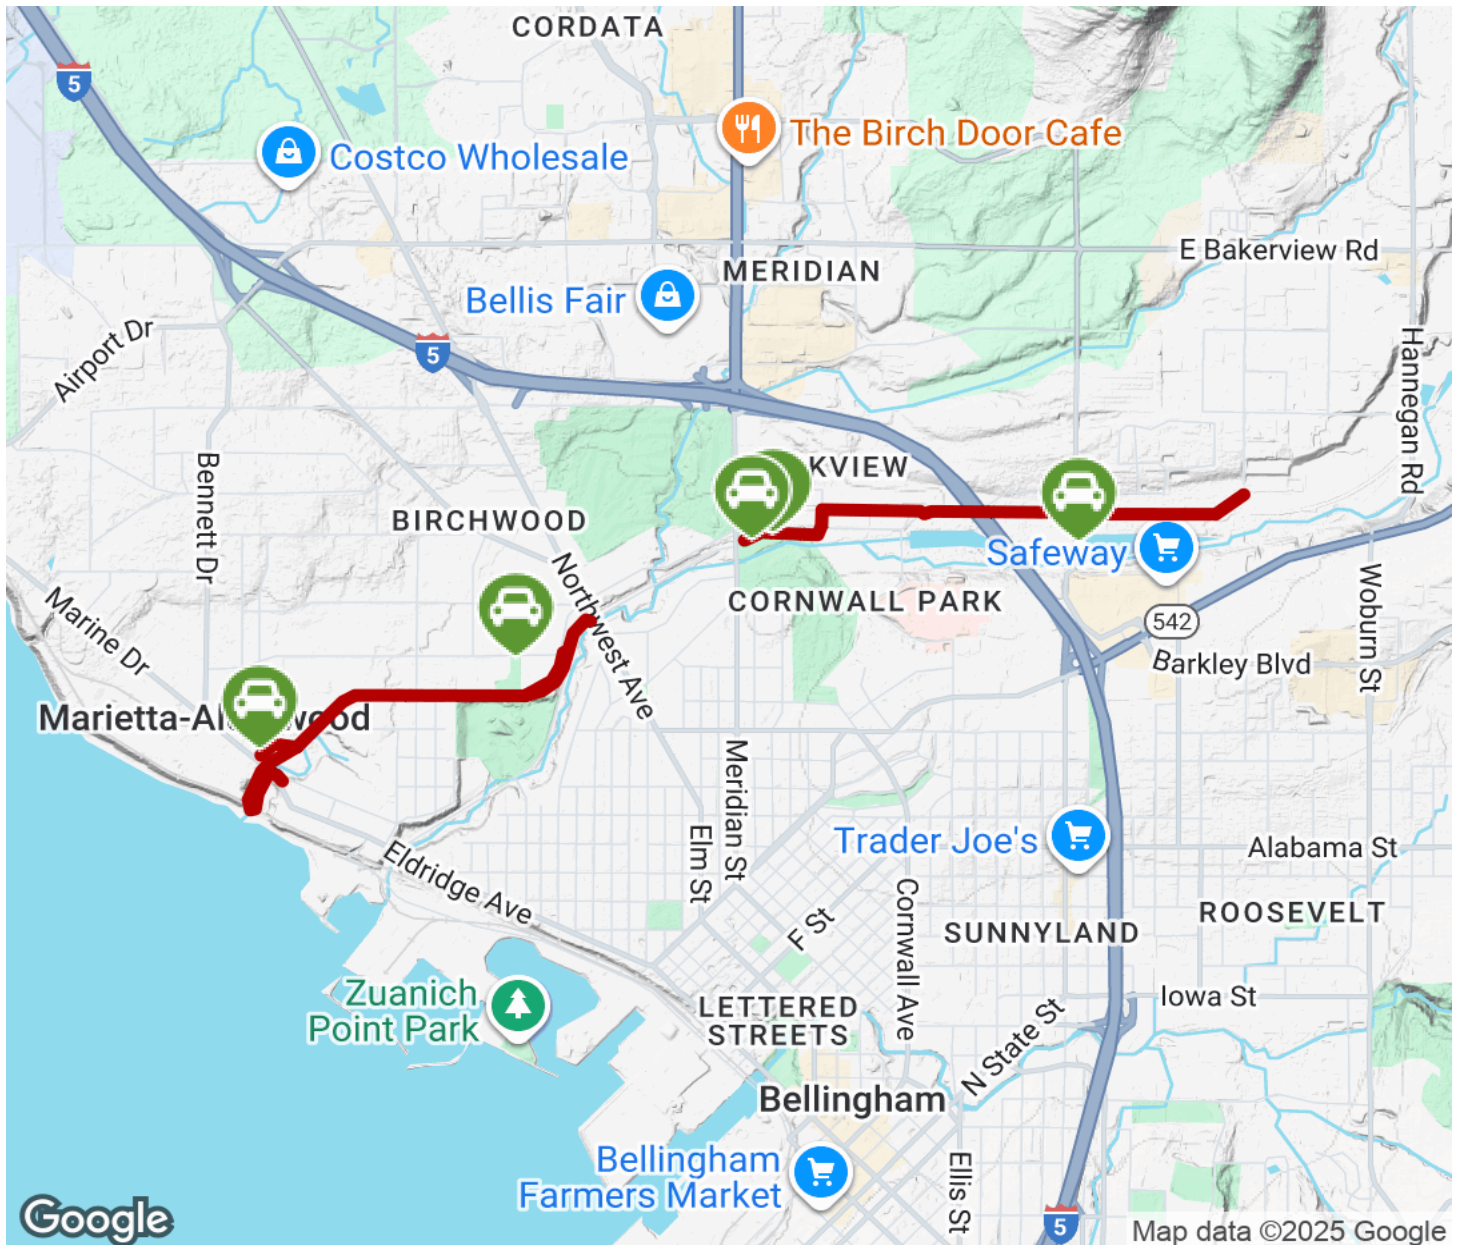 CORDATA
5
The Birch Door Cafe
Costco Wholesale
E Bakerview Rd
MERIDIAN
Bellis Fair
Airport Dr
5
Hannegan Rd
KVIEW
Bennett Dr
BIRCHWOOD
Safeway
Northwest Ave
Marine Dr
CORNWALL PARK
542
Woburn St
Barkley Blvd
Marietta-Al
wood
Meridian St
Elm St
Trader Joe's
Alabama St
Eldridge Ave
Cornwall Ave
F St
ROOSEVELT
SUNNYLAND
Zuanich
Point Park
Iowa St
LETTERED
STREETS
N State St
Bellingham
Bellingham
Farmers Market
Ellis St
5
Google
Map data ©2025 Google